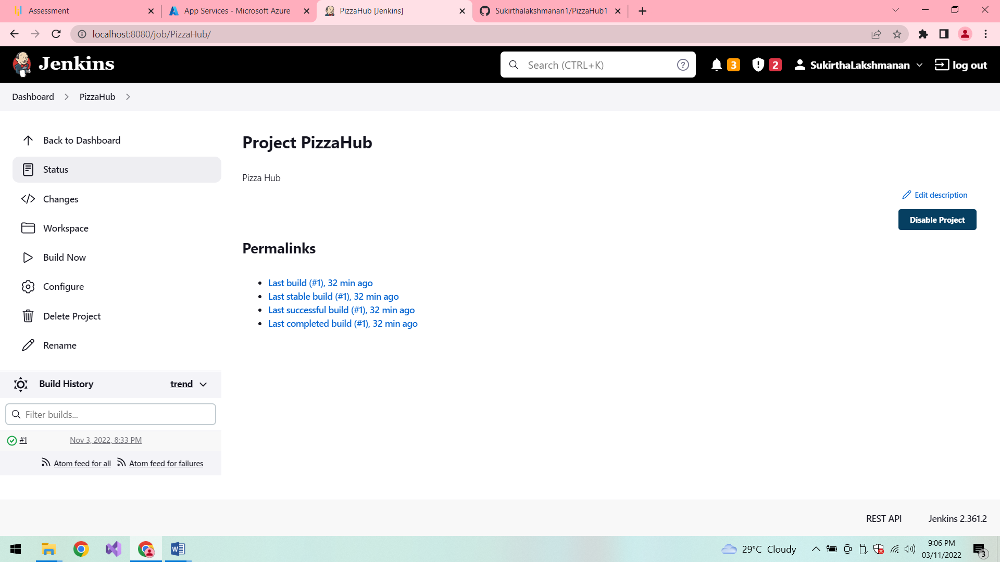 Assessment
App Services - Microsoft Azure
PizzaHub [Jenkins]
Sukirthalakshmanan1/PizzaHub1
localhost:8080/job/PizzaHub/
Jenkins
Search (CTRL+K)
3
2
SukirthaLakshmanan
log out
Dashboard
PizzaHub
Back to Dashboard
Status
Changes
Workspace
Build Now
Configure
Delete Project
Rename
Project PizzaHub
Pizza Hub
Edit description
Disable Project
Permalinks
Last build (#1), 32 min ago
Last stable build (#1), 32 min ago
Last successful build (#1), 32 min ago
Last completed build (#1), 32 min ago
Build History
trend
Filter builds...
#1
Nov 3, 2022, 8:33 PM
Atom feed for all
Atom feed for failures
REST API
Jenkins 2.361.2
29°C Cloudy
9:06 PM
03/11/2022
3